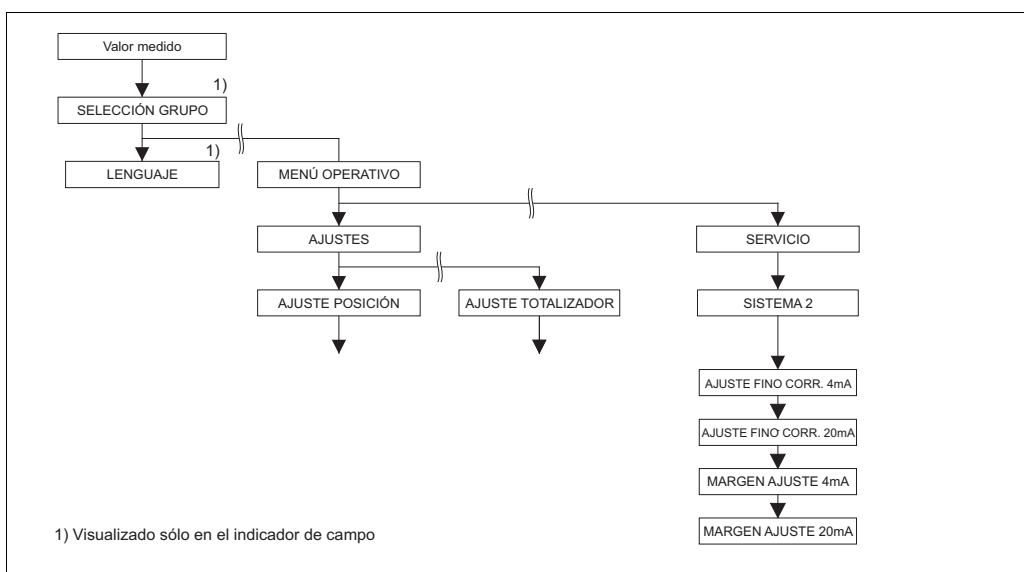 Valor medido
1)
SELECCIÓN GRUPO
1)
LENGUAJE
MENÚ OPERATIVO
AJUSTES
SERVICIO
AJUSTE POSICIÓN
AJUSTE TOTALIZADOR
SISTEMA 2
AJUSTE FINO CORR. 4mA
AJUSTE FINO CORR. 20mA
MARGEN AJUSTE 4mA
MARGEN AJUSTE 20mA
1) Visualizado sólo en el indicador de campo